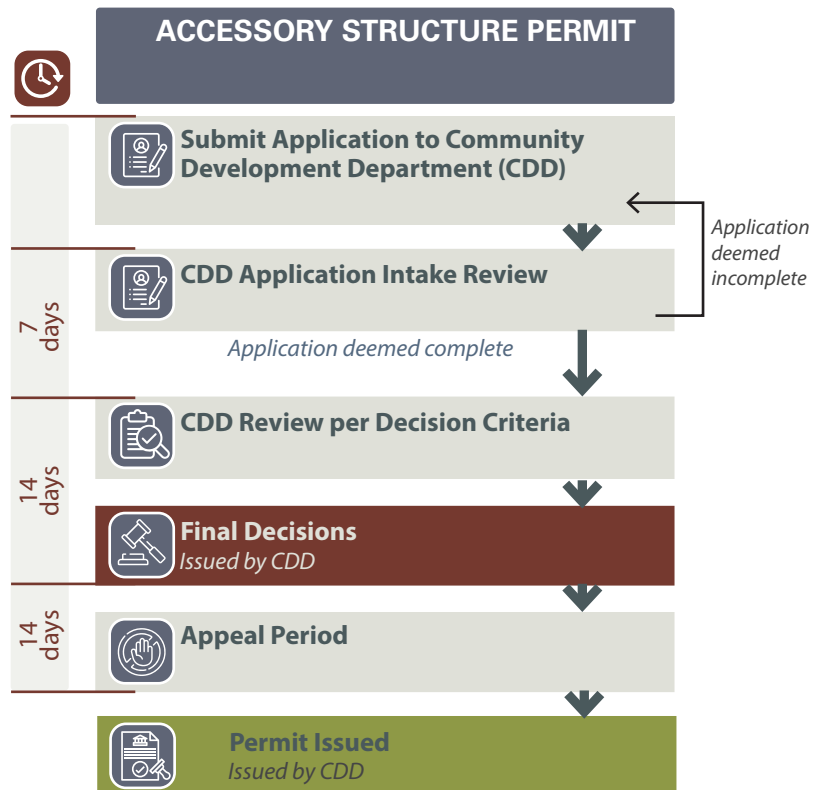 ACCESSORY STRUCTURE PERMIT
Submit Application to Community
Development Department (CDD)
Application
deemed
incomplete
CDD Application Intake Review
7
days
Application deemed complete
CDD Review per Decision Criteria
14
days
Final Decisions
Issued by CDD
14
days
Appeal Period
Permit Issued
Issued by CDD